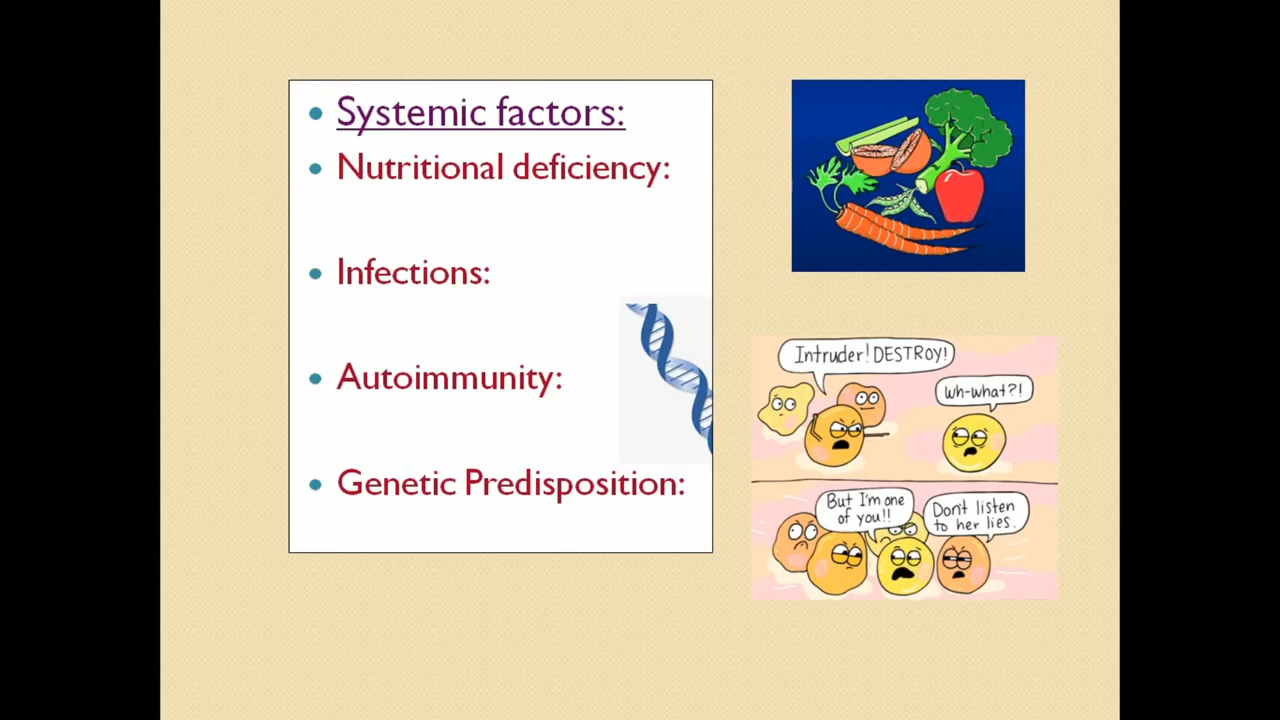 Systemic factors:
Nutritional deficiency:
Infections:
Autoimmunity:
Genetic Predisposition:
Intruder! DESTROY!
Wh-what?!
But I'm one
of you!!
Don't listen
to her lies.